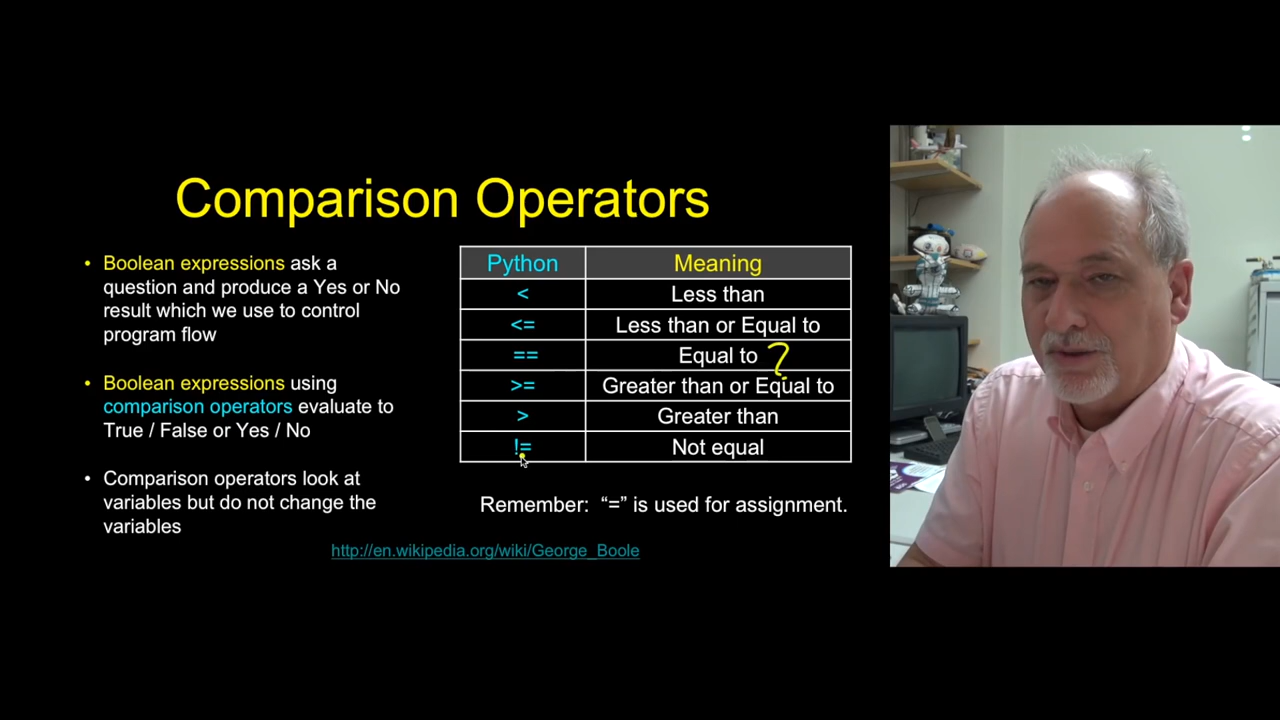 Comparison Operators
• Boolean expressions ask a
question and produce a Yes or No
result which we use to control
program flow
• Boolean expressions using
comparison operators evaluate to
True / False or Yes / No
• Comparison operators look at
variables but do not change the
variables
Python Meaning
< Less than
<= Less than or Equal to
== Equal to ?
>= Greater than or Equal to
> Greater than
!= Not equal
Remember: “=” is used for assignment.
http://en.wikipedia.org/wiki/George_Boole